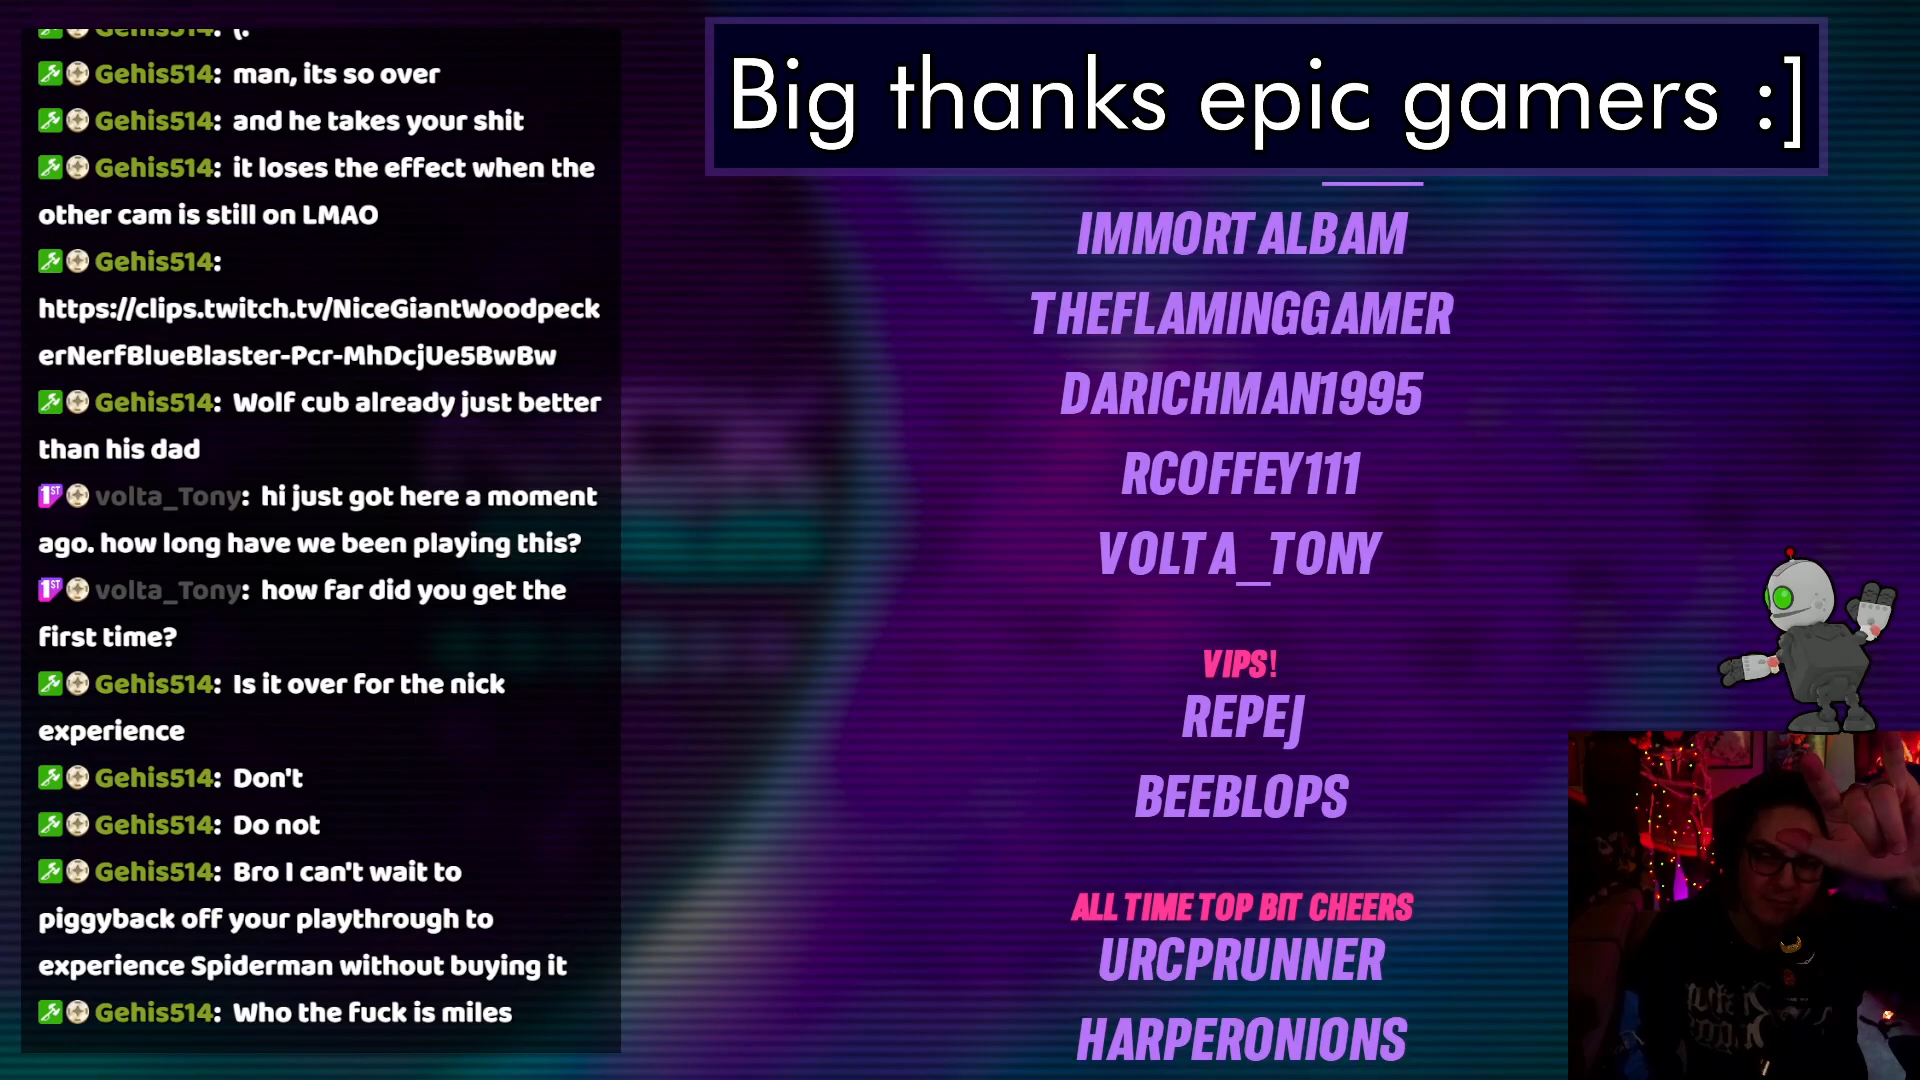 Gehis514: (:
Gehis514: man, its so over
Gehis514: and he takes your shit
Gehis514: it loses the effect when the
other cam is still on LMAO
Gehis514:
https://clips.twitch.tv/NiceGiantWoodpeck
erNerfBlueBlaster-Pcr-MhDcjUe5BwBw
Gehis514: Wolf cub already just better
than his dad
1ST volta_Tony: hi just got here a moment
ago. how long have we been playing this?
1ST volta_Tony: how far did you get the
first time?
Gehis514: Is it over for the nick
experience
Gehis514: Don't
Gehis514: Do not
Gehis514: Bro I can't wait to
piggyback off your playthrough to
experience Spiderman without buying it
Gehis514: Who the fuck is miles
Big thanks epic gamers :]
IMMORTALBAM
THEFLAMINGGAMER
DARICHMAN1995
RCOFFEY111
VOLTA_TONY
VIPS!
REPEJ
BEEBLOPS
ALL TIME TOP BIT CHEERS
URCPRUNNER
HARPERONIONS